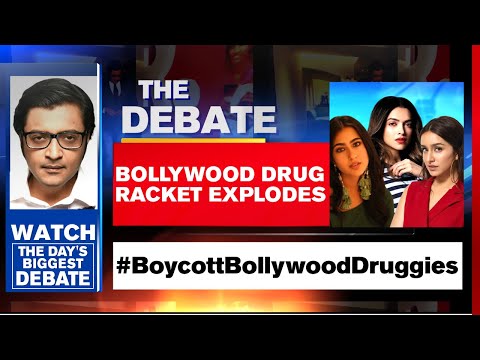 THE
DEBATE
BOLLYWOOD DRUG
RACKET EXPLODES
#BoycottBollywoodDruggies
WATCH
THE DAY'S
BIGGEST
DEBATE